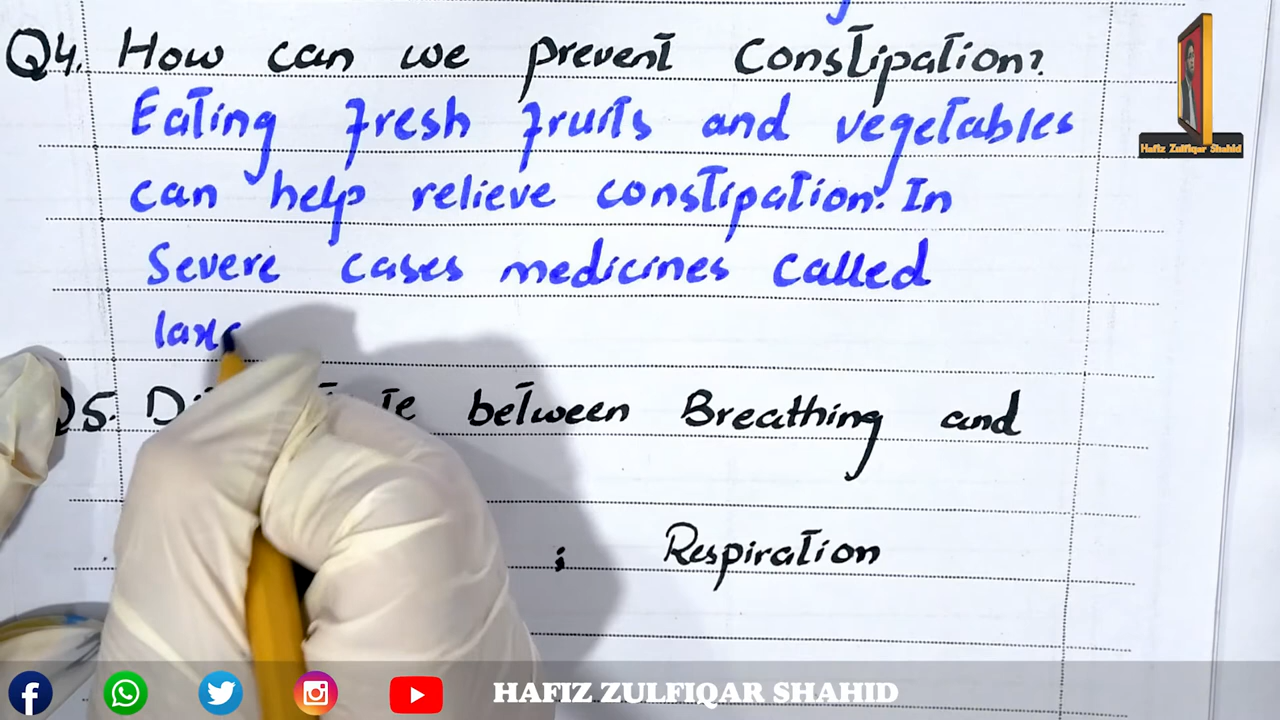 Q4. How can we prevent Constipation?
Eating fresh fruits and vegetables
can help relieve constipation. In
Severe cases medicines called
Q5. between Breathing and
; Respiration
Hafiz Zulfiqar Shahid
HAFIZ ZULFIQAR SHAHID